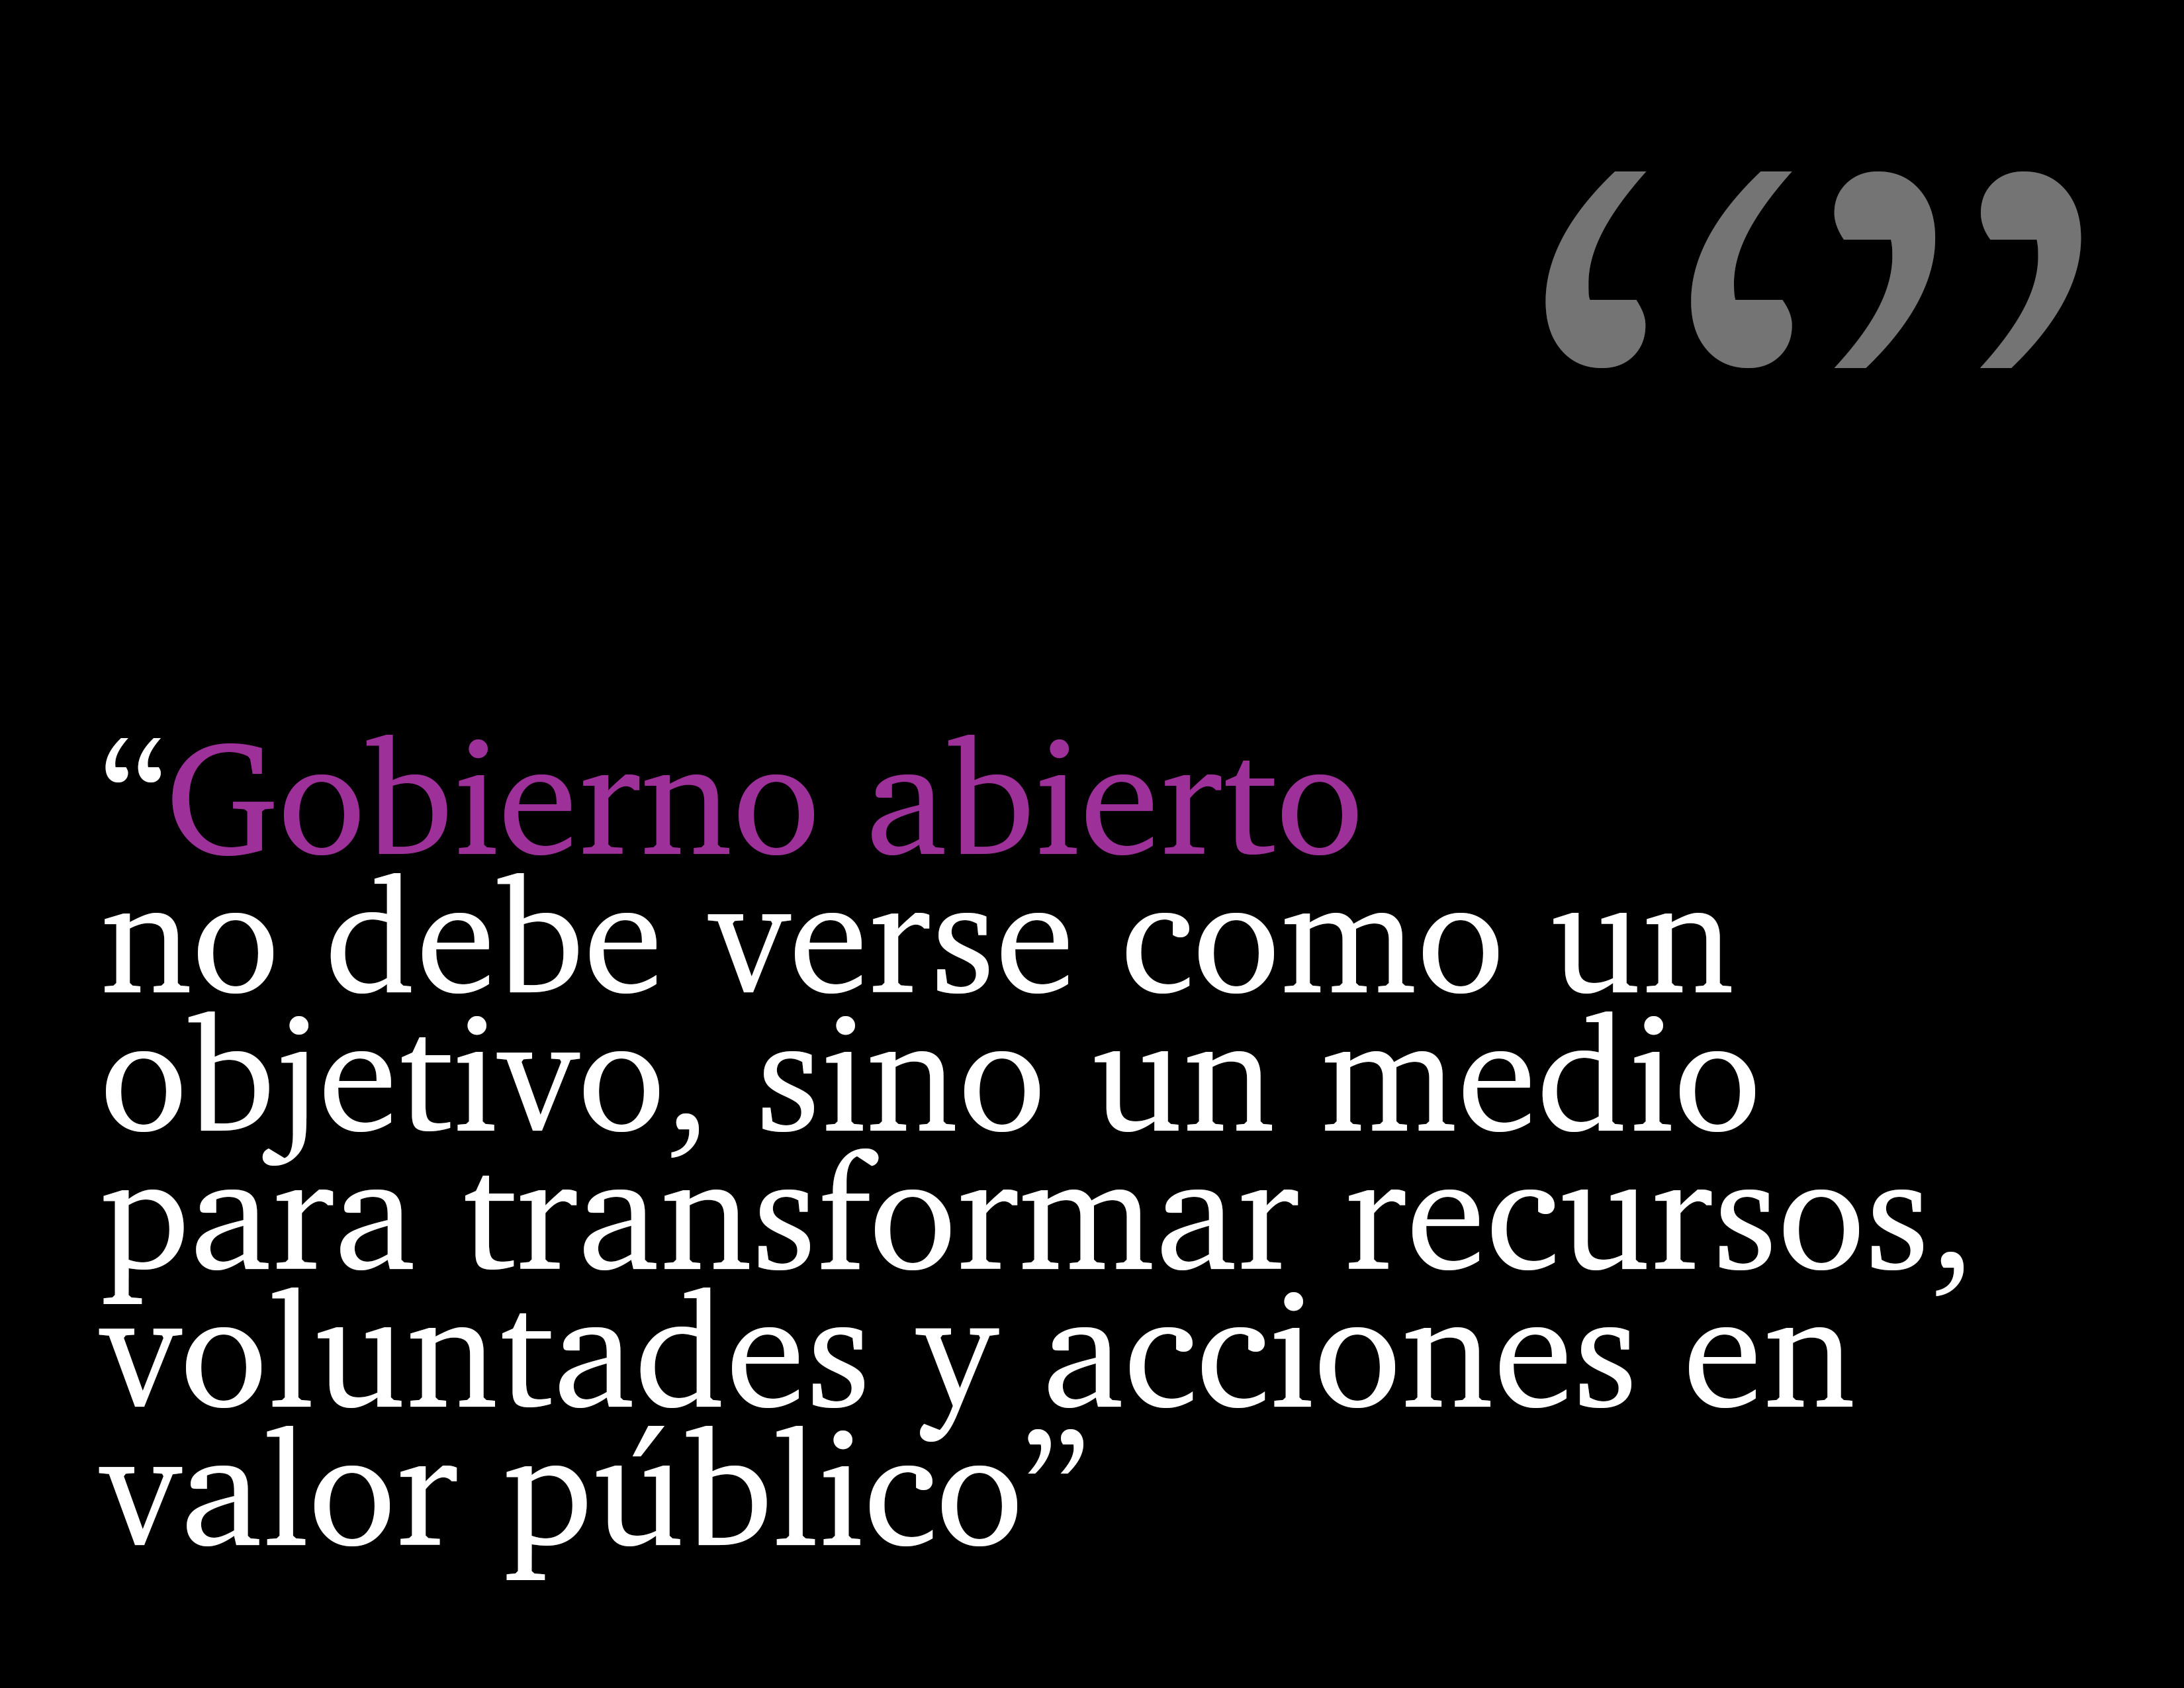 “”
“Gobierno abierto
no debe verse como un
objetivo, sino un medio
para transformar recursos,
voluntades y acciones en
valor público”